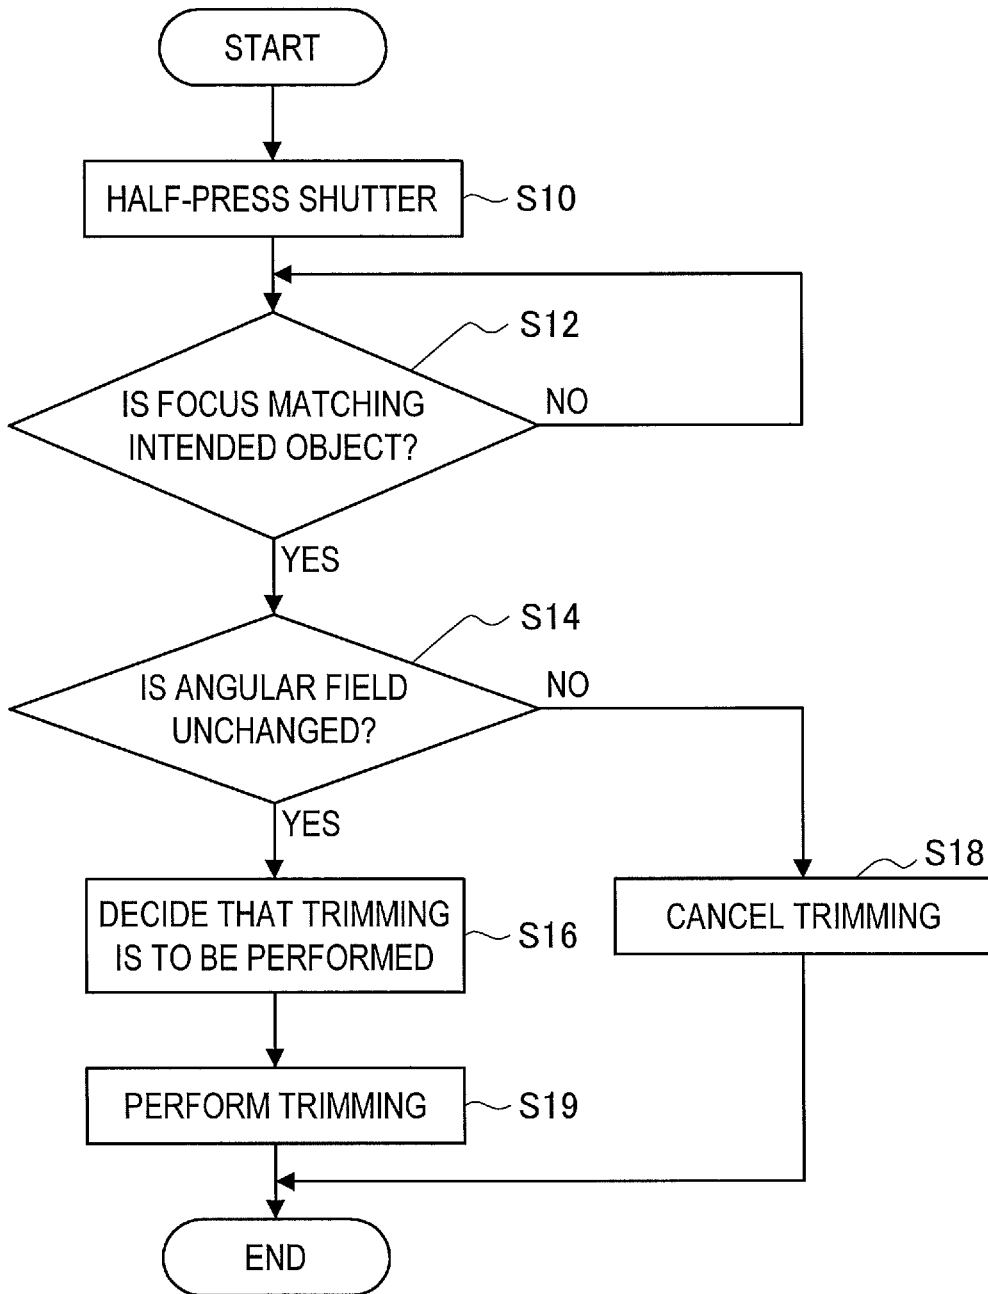 START
HALF-PRESS SHUTTER
S10
S12
IS FOCUS MATCHING
INTENDED OBJECT?
NO
YES
S14
IS ANGULAR FIELD
UNCHANGED?
NO
YES
DECIDE THAT TRIMMING
IS TO BE PERFORMED
S16
S18
CANCEL TRIMMING
PERFORM TRIMMING
S19
END